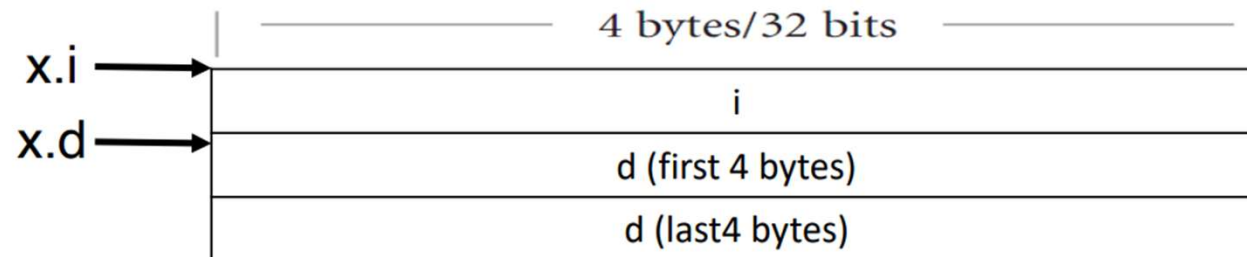 4 bytes/32 bits
x.i
i
x.d
d (first 4 bytes)
d (last4 bytes)